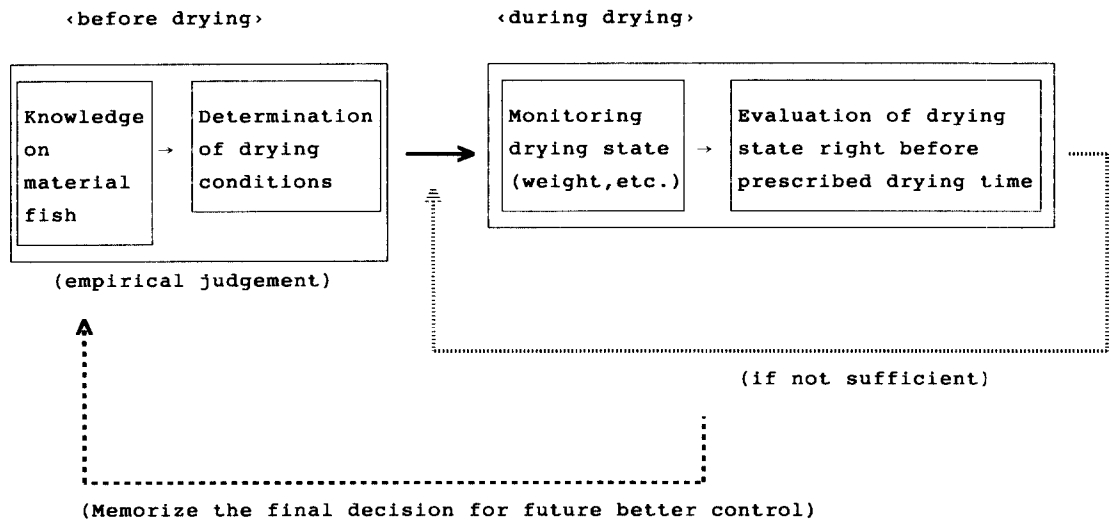 ‹before drying›
‹during drying›
Knowledge
on
material
fish
→
Determination
of drying
conditions
(empirical judgement)
Monitoring
drying state
(weight,etc.)
→
Evaluation of drying
state right before
prescribed drying time
(if not sufficient)
(Memorize the final decision for future better control)